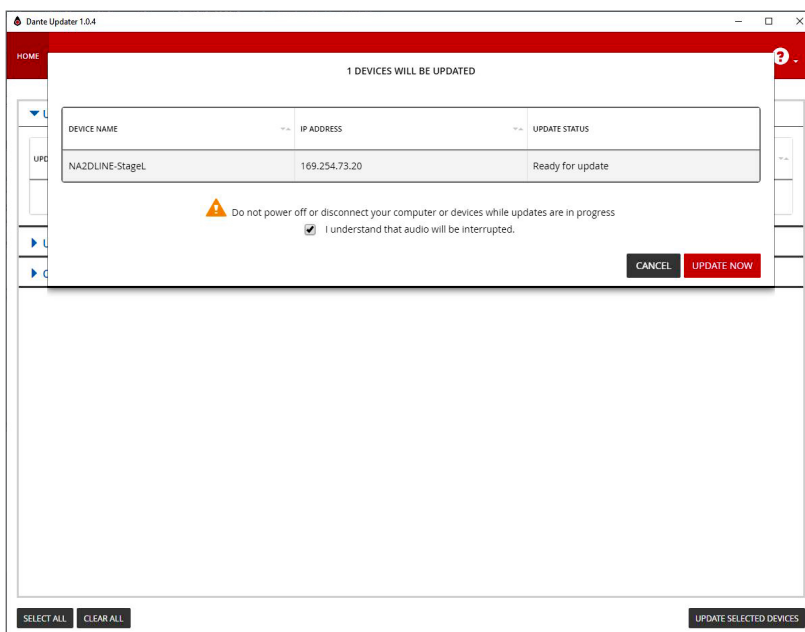 Dante Updater 1.0.4
HOME
?
1 DEVICES WILL BE UPDATED
DEVICE NAME IP ADDRESS UPDATE STATUS
NA2DLINE-StageL 169.254.73.20 Ready for update
Do not power off or disconnect your computer or devices while updates are in progress
I understand that audio will be interrupted.
CANCEL UPDATE NOW
SELECT ALL CLEAR ALL UPDATE SELECTED DEVICES